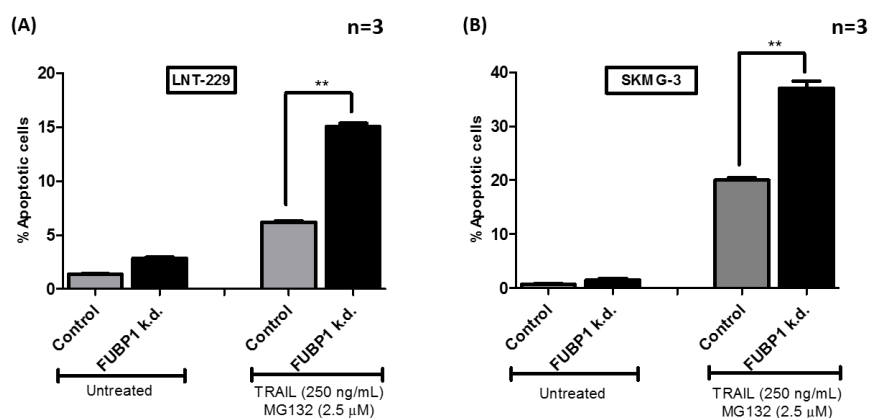 (A)
n=3
LNT-229
**
% Apoptotic cells
20
15
10
5
0
Control
FUBP1 k.d.
Control
FUBP1 k.d.
Untreated
TRAIL (250 ng/mL)
MG132 (2.5 µM)
(B)
n=3
SKMG-3
**
% Apoptotic cells
40
30
20
10
0
Control
FUBP1 k.d.
Control
FUBP1 k.d.
Untreated
TRAIL (250 ng/mL)
MG132 (2.5 µM)